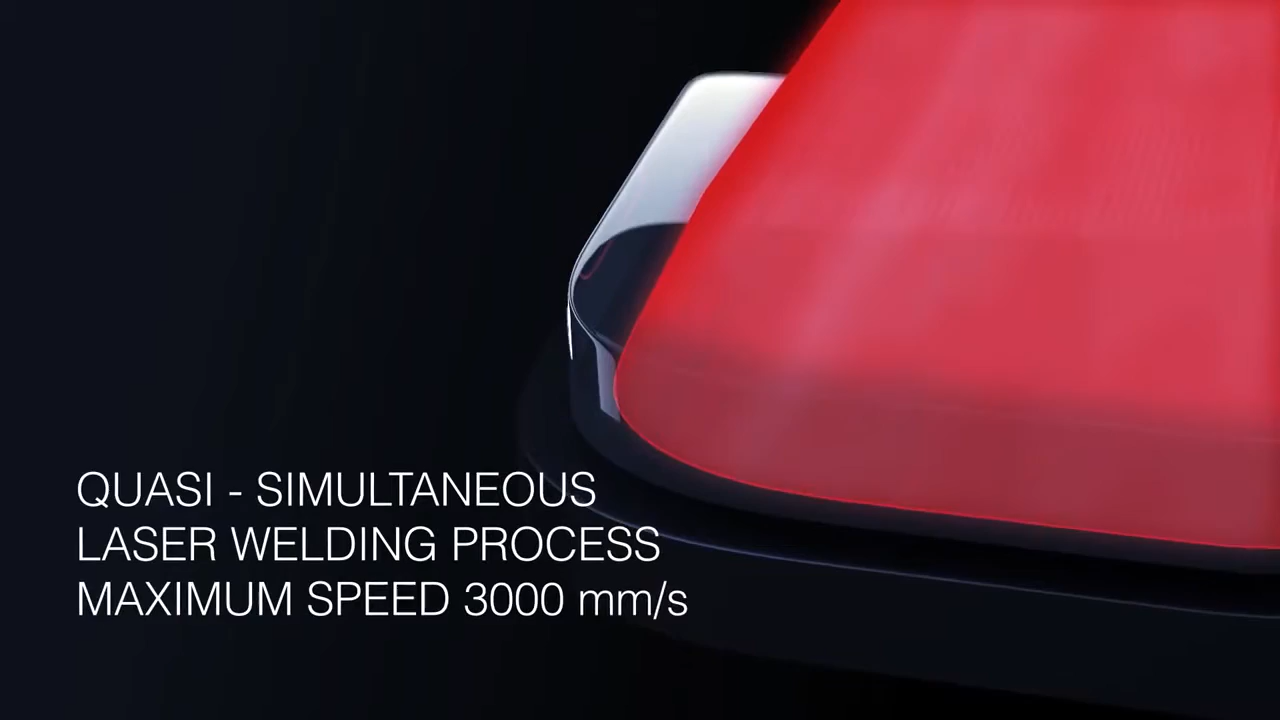 QUASI - SIMULTANEOUS
LASER WELDING PROCESS
MAXIMUM SPEED 3000 mm/s